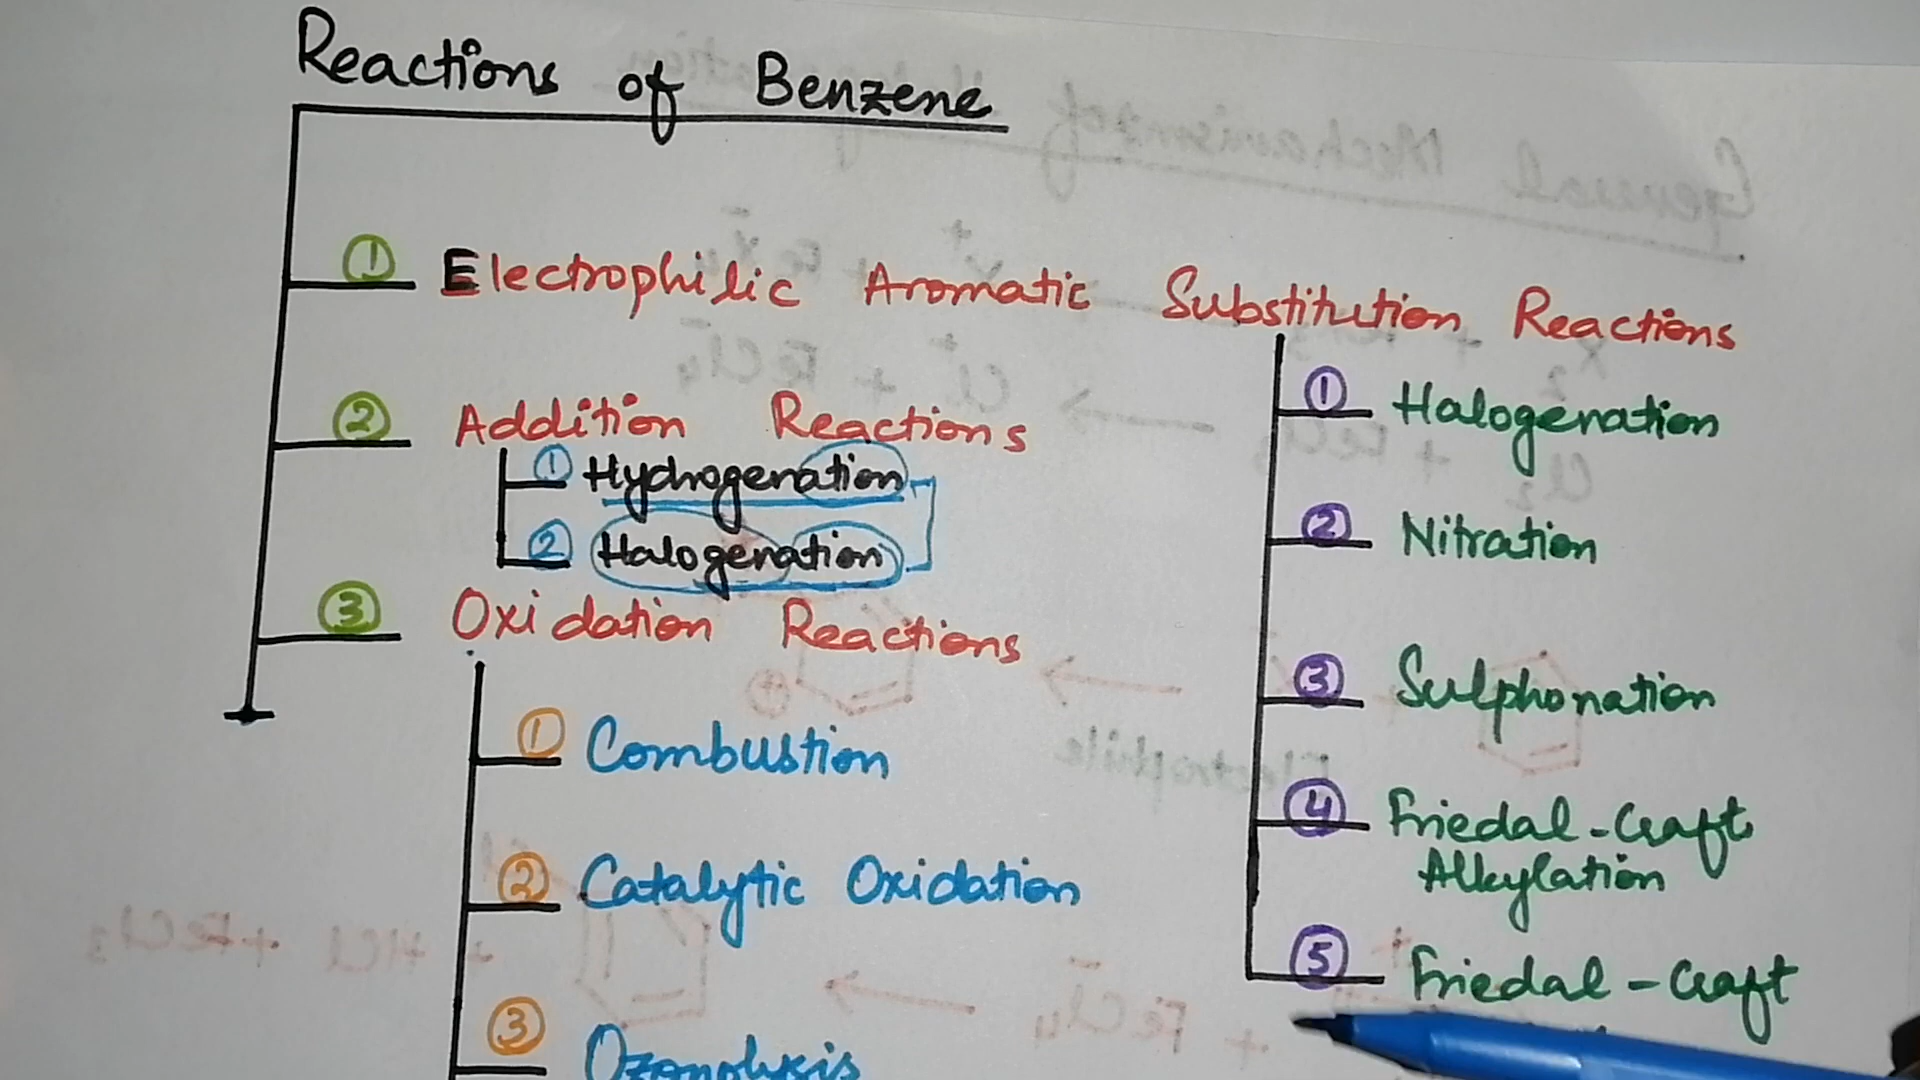 Reactions of Benzene
① Electrophilic Aromatic Substitution Reactions
① Halogenation
② Nitration
③ Sulphonation
④ Friedal-Craft
Alkylation
⑤ Friedal-Craft
② Addition Reactions
① Hydrogenation
② Halogenation
③ Oxidation Reactions
① Combustion
② Catalytic Oxidation
③ Ozonolysis